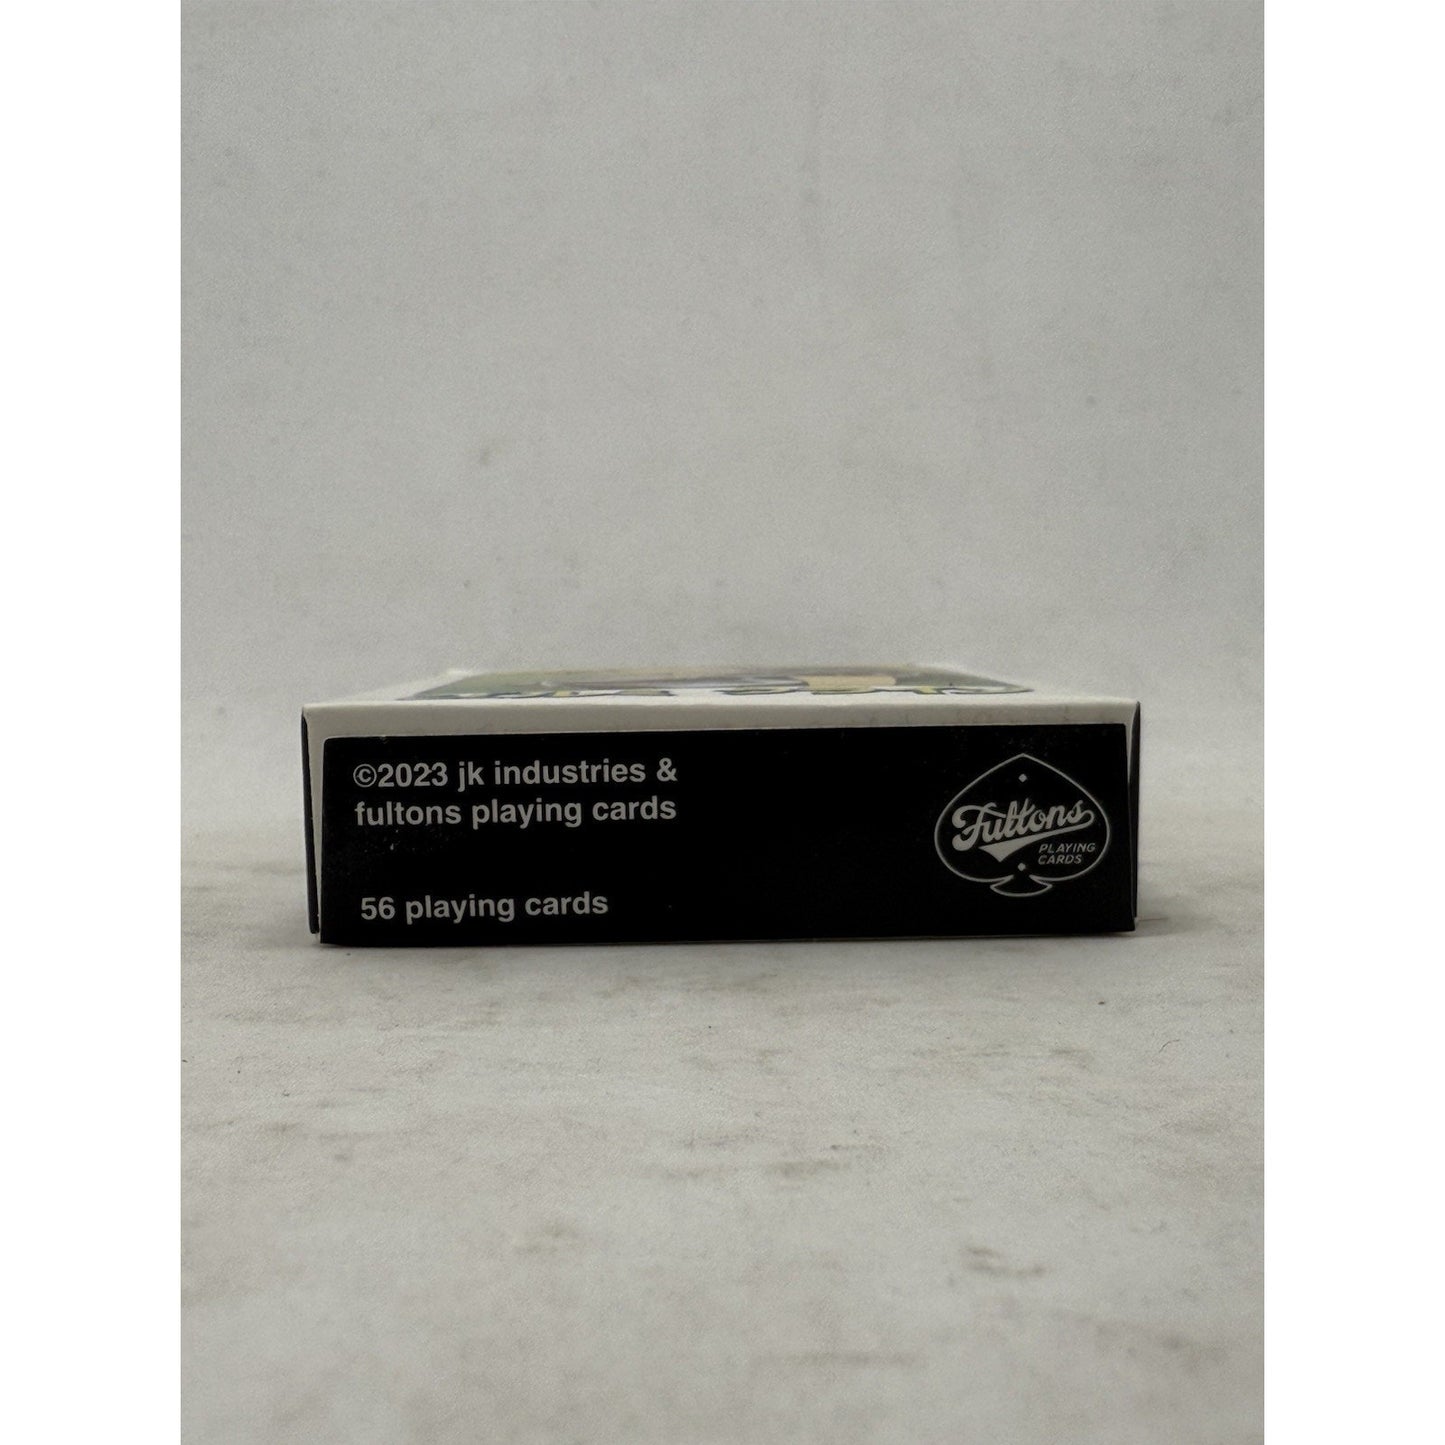 ©2023 jk industries &
fultons playing cards
56 playing cards
Fultons
PLAYING
CARDS